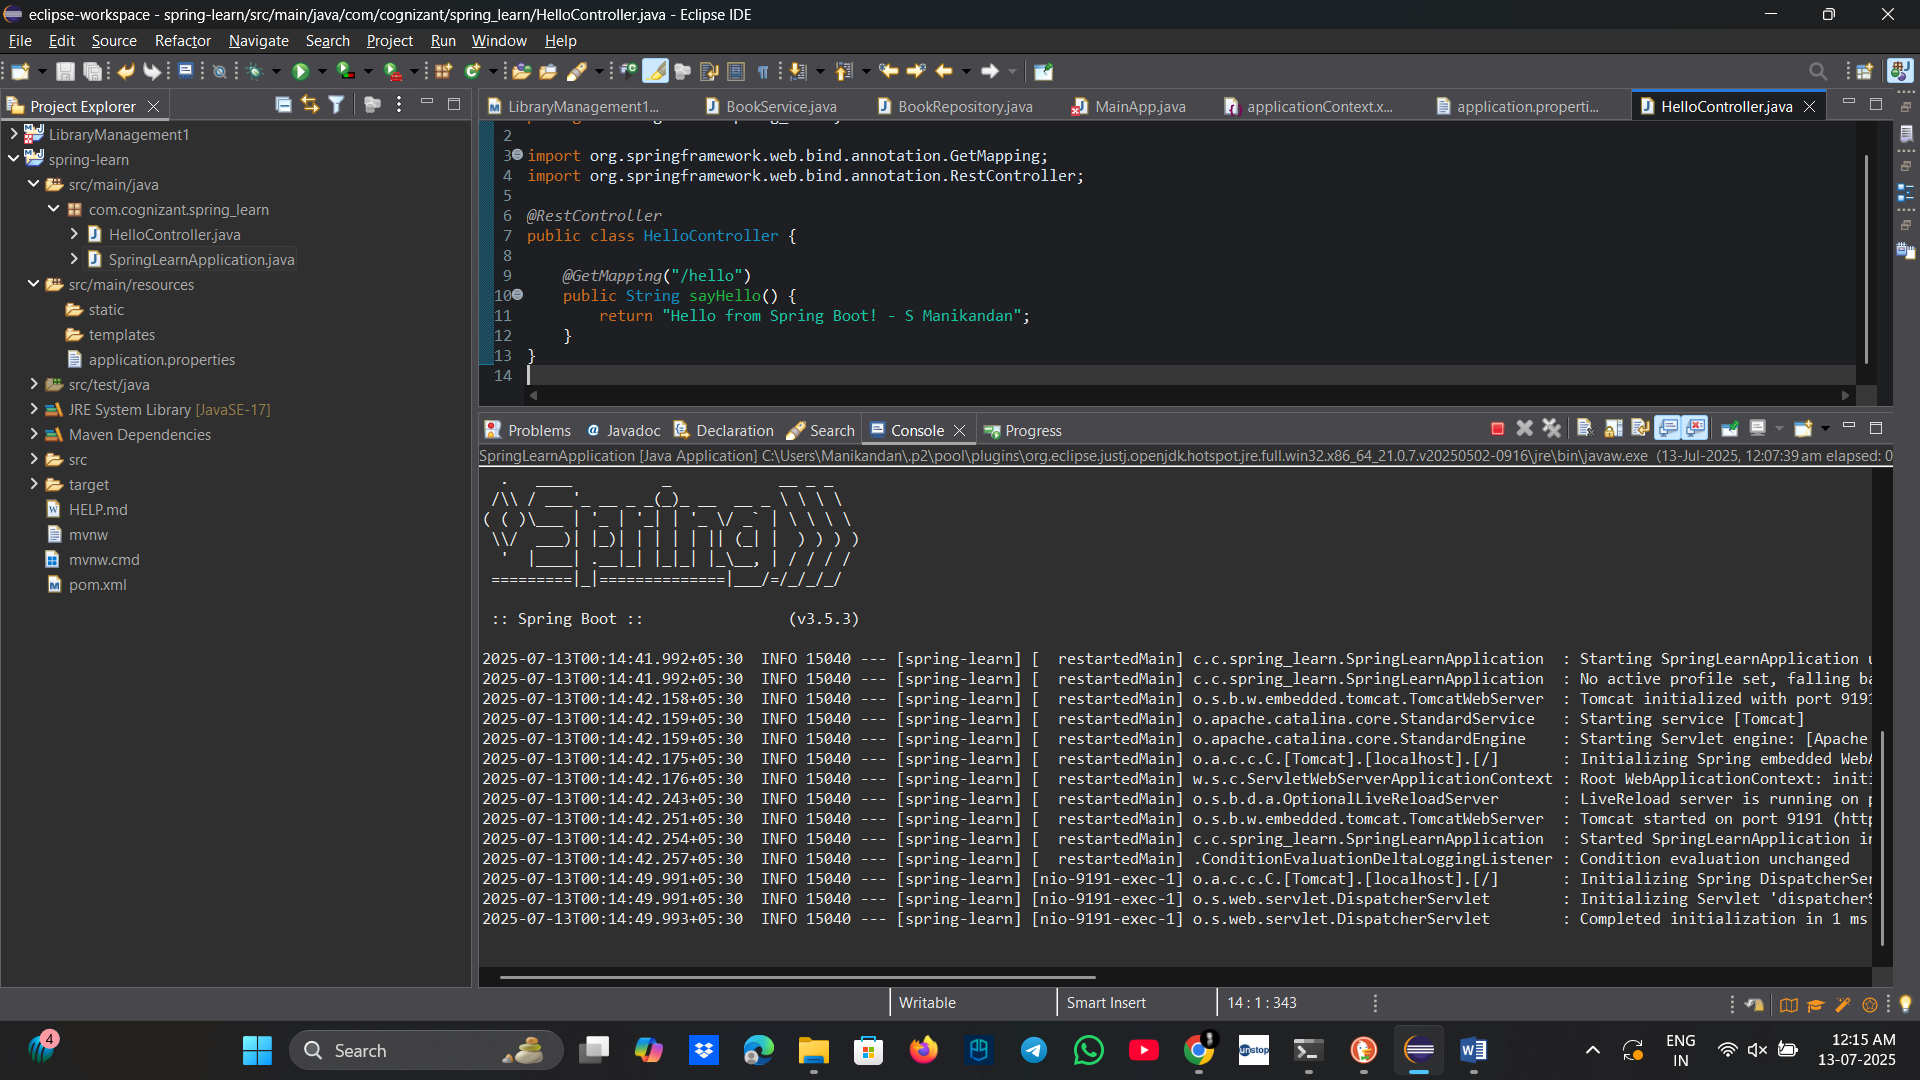 eclipse-workspace - spring-learn/src/main/java/com/cognizant/spring_learn/HelloController.java - Eclipse IDE
File Edit Source Refactor Navigate Search Project Run Window Help
Project Explorer
LibraryManagement1... BookService.java BookRepository.java MainApp.java applicationContext.x... application.properti... HelloController.java
LibraryManagement1
spring-learn
src/main/java
com.cognizant.spring_learn
HelloController.java
SpringLearnApplication.java
src/main/resources
static
templates
application.properties
src/test/java
JRE System Library [JavaSE-17]
Maven Dependencies
src
target
HELP.md
mvnw
mvnw.cmd
pom.xml
2
3 import org.springframework.web.bind.annotation.GetMapping;
4 import org.springframework.web.bind.annotation.RestController;
5
6 @RestController
7 public class HelloController {
8
9 @GetMapping("/hello")
10 public String sayHello() {
11 return "Hello from Spring Boot! - S Manikandan";
12 }
13 }
14
Problems Javadoc Declaration Search Console Progress
SpringLearnApplication [Java Application] C:\Users\Manikandan\.p2\pool\plugins\org.eclipse.justj.openjdk.hotspot.jre.full.win32.x86_64_21.0.7.v20250502-0916\jre\bin\javaw.exe (13-Jul-2025, 12:07:39 am elapsed: 0
Spring
:: Spring Boot :: (v3.5.3)
2025-07-13T00:14:41.992+05:30 INFO 15040 --- [spring-learn] [ restartedMain] c.c.spring_learn.SpringLearnApplication : Starting SpringLearnApplication
2025-07-13T00:14:41.992+05:30 INFO 15040 --- [spring-learn] [ restartedMain] c.c.spring_learn.SpringLearnApplication : No active profile set, falling ba
2025-07-13T00:14:42.158+05:30 INFO 15040 --- [spring-learn] [ restartedMain] o.s.b.w.embedded.tomcat.TomcatWebServer : Tomcat initialized with port 9191
2025-07-13T00:14:42.159+05:30 INFO 15040 --- [spring-learn] [ restartedMain] o.apache.catalina.core.StandardService : Starting service [Tomcat]
2025-07-13T00:14:42.159+05:30 INFO 15040 --- [spring-learn] [ restartedMain] o.apache.catalina.core.StandardEngine : Starting Servlet engine: [Apache
2025-07-13T00:14:42.175+05:30 INFO 15040 --- [spring-learn] [ restartedMain] o.a.c.c.C.[Tomcat].[localhost].[/] : Initializing Spring embedded WebA
2025-07-13T00:14:42.176+05:30 INFO 15040 --- [spring-learn] [ restartedMain] w.s.c.ServletWebServerApplicationContext : Root WebApplicationContext: initi
2025-07-13T00:14:42.243+05:30 INFO 15040 --- [spring-learn] [ restartedMain] o.s.b.d.a.OptionalLiveReloadServer : LiveReload server is running on p
2025-07-13T00:14:42.251+05:30 INFO 15040 --- [spring-learn] [ restartedMain] o.s.b.w.embedded.tomcat.TomcatWebServer : Tomcat started on port 9191 (http
2025-07-13T00:14:42.254+05:30 INFO 15040 --- [spring-learn] [ restartedMain] c.c.spring_learn.SpringLearnApplication : Started SpringLearnApplication in
2025-07-13T00:14:42.257+05:30 INFO 15040 --- [spring-learn] [ restartedMain] .ConditionEvaluationDeltaLoggingListener : Condition evaluation unchanged
2025-07-13T00:14:49.991+05:30 INFO 15040 --- [spring-learn] [nio-9191-exec-1] o.a.c.c.C.[Tomcat].[localhost].[/] : Initializing Spring DispatcherSer
2025-07-13T00:14:49.991+05:30 INFO 15040 --- [spring-learn] [nio-9191-exec-1] o.s.web.servlet.DispatcherServlet : Initializing Servlet 'dispatcherS
2025-07-13T00:14:49.993+05:30 INFO 15040 --- [spring-learn] [nio-9191-exec-1] o.s.web.servlet.DispatcherServlet : Completed initialization in 1 ms
Writable Smart Insert 14 : 1 : 343
4
Search
unstop
ENG
IN
12:15 AM
13-07-2025